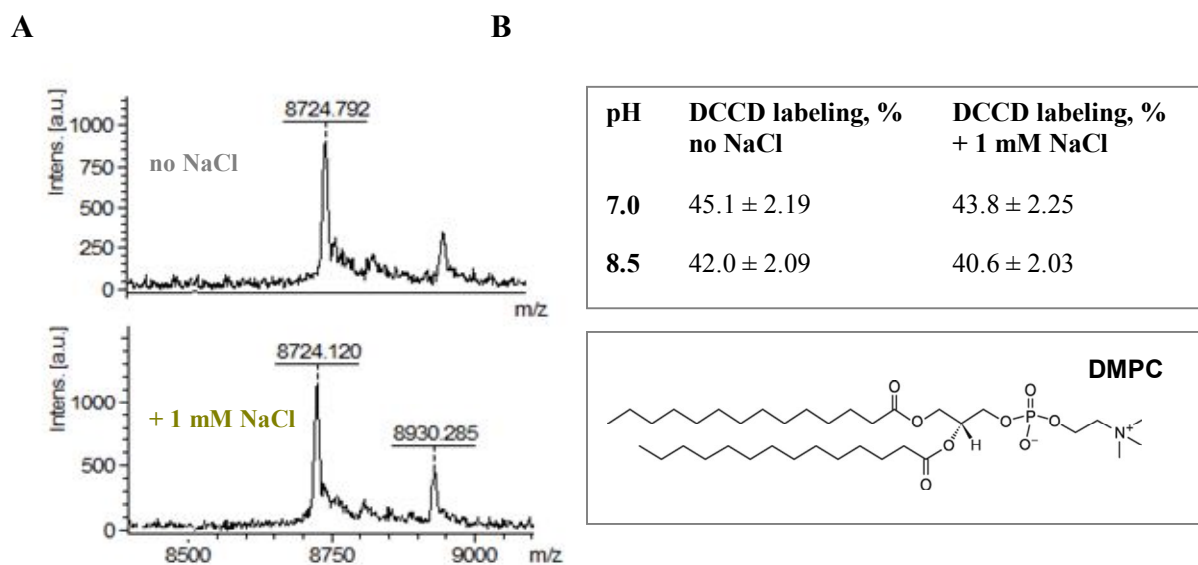 A
B
8724.792
1000
750
500
250
0
Intens. [a.u.]
no NaCl
m/z
8724.120
8930.285
1000
500
0
Intens. [a.u.]
+ 1 mM NaCl
8500
8750
9000
m/z
pH DCCD labeling, % DCCD labeling, %
no NaCl + 1 mM NaCl
7.0 45.1 ± 2.19 43.8 ± 2.25
8.5 42.0 ± 2.09 40.6 ± 2.03
DMPC
O
O
O
O
H
O
P
O
O⁻
O
N⁺